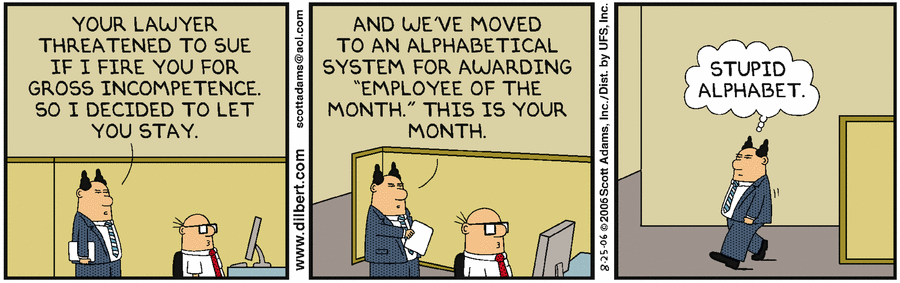 YOUR LAWYER
THREATENED TO SUE
IF I FIRE YOU FOR
GROSS INCOMPETENCE.
SO I DECIDED TO LET
YOU STAY.
www.dilbert.com scottadams@aol.com
AND WE'VE MOVED
TO AN ALPHABETICAL
SYSTEM FOR AWARDING
"EMPLOYEE OF THE
MONTH." THIS IS YOUR
MONTH.
8-25-06 ©2006 Scott Adams, Inc./Dist. by UFS, Inc.
STUPID
ALPHABET.